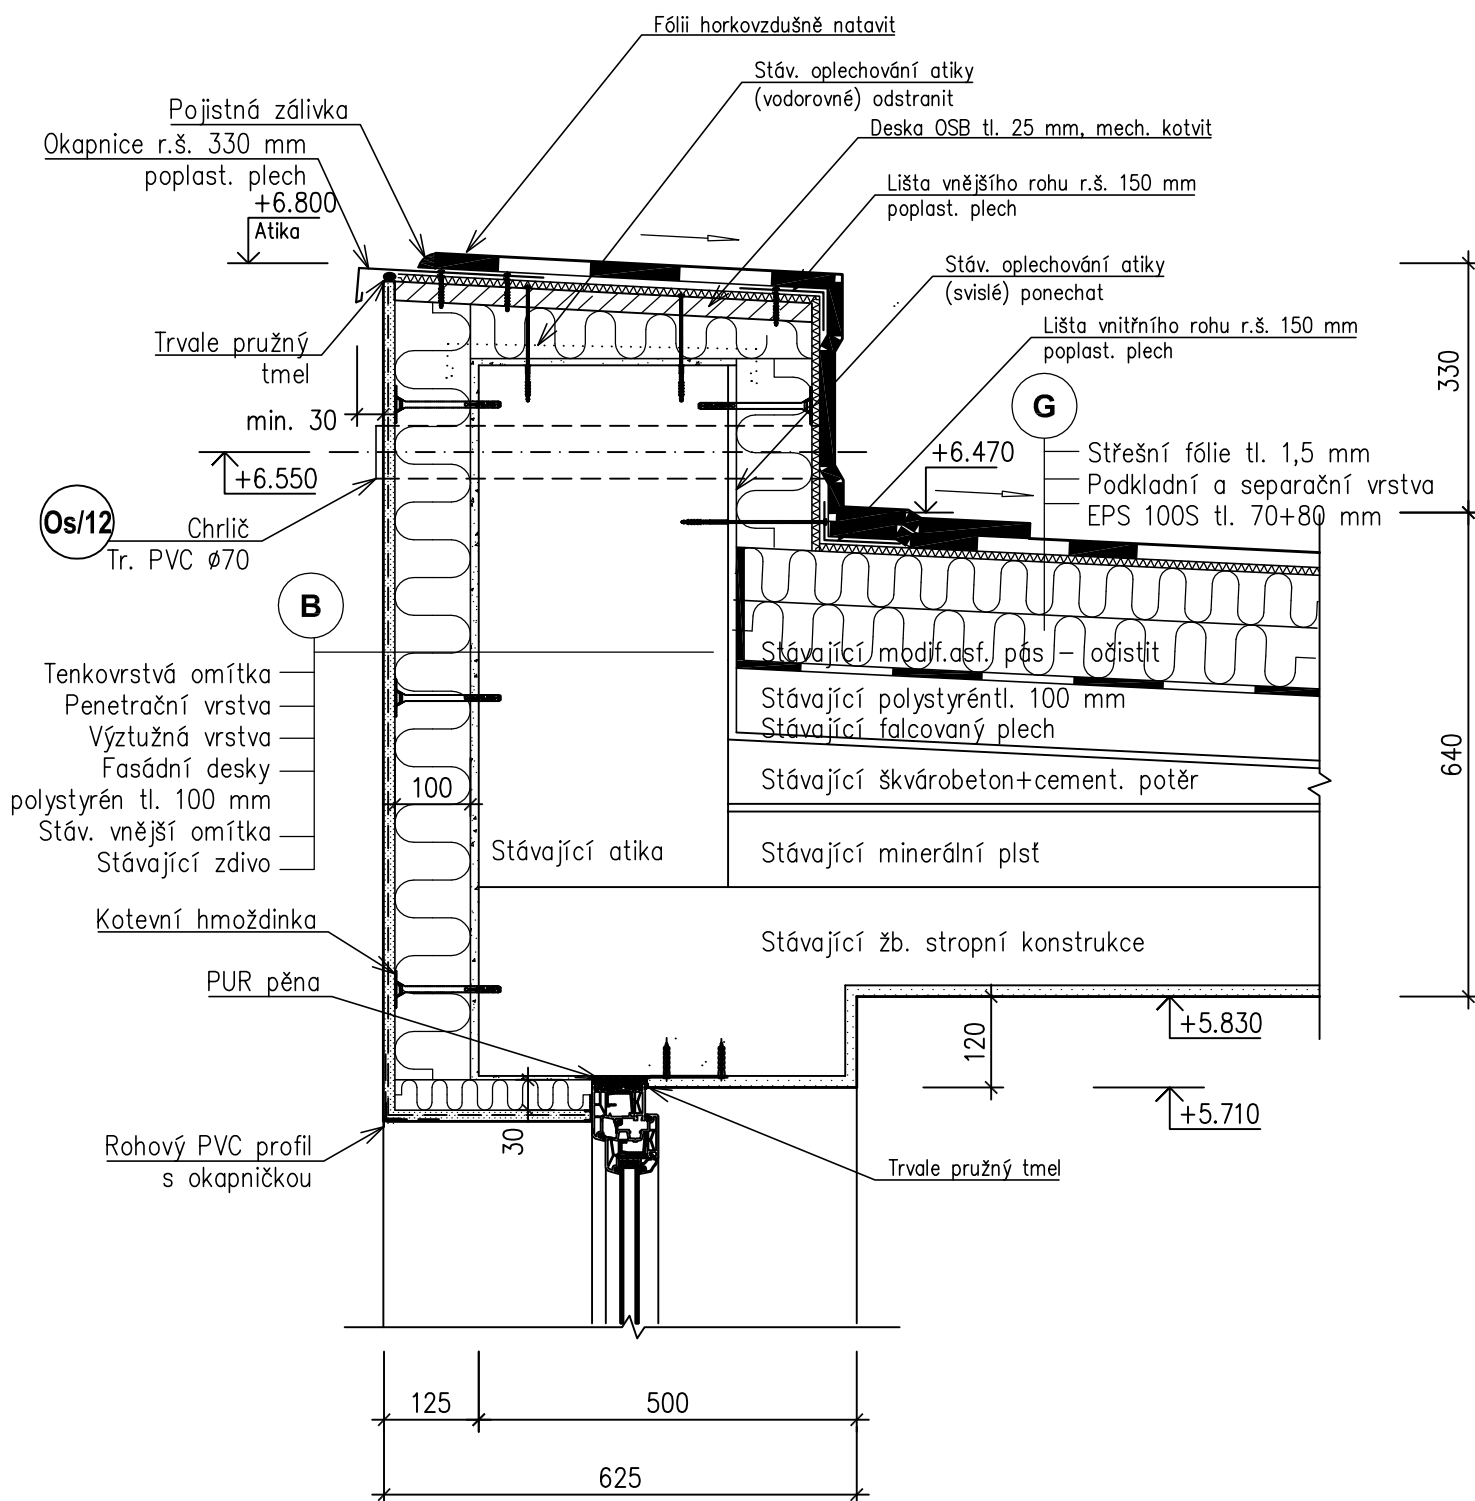 Fólii horkovzdušně natavit
Stáv. oplechování atiky
(vodorovné) odstranit
Pojistná zálivka
Deska OSB tl. 25 mm, mech. kotvit
Okapnice r.š. 330 mm
poplast. plech
Lišta vnějšího rohu r.š. 150 mm
poplast. plech
+6.800
Atika
Stáv. oplechování atiky
(svislé) ponechat
Lišta vnitřního rohu r.š. 150 mm
poplast. plech
Trvale pružný
tmel
330
min. 30
G
+6.470
Střešní fólie tl. 1,5 mm
Podkladní a separační vrstva
EPS 100S tl. 70+80 mm
+6.550
Os/12
Chrlič
Tr. PVC ø70
B
Stávající modif.asf. pás – očistit
Tenkovrstvá omítka
Penetrační vrstva
Výztužná vrstva
Fasádní desky
polystyrén tl. 100 mm
Stáv. vnější omítka
Stávající zdivo
Stávající polystyréntl. 100 mm
Stávající falcovaný plech
640
100
Stávající škvárobeton+cement. potěr
Stávající atika
Stávající minerální plsť
Kotevní hmoždinka
Stávající žb. stropní konstrukce
PUR pěna
120
+5.830
+5.710
30
Rohový PVC profil
s okapničkou
Trvale pružný tmel
125
500
625